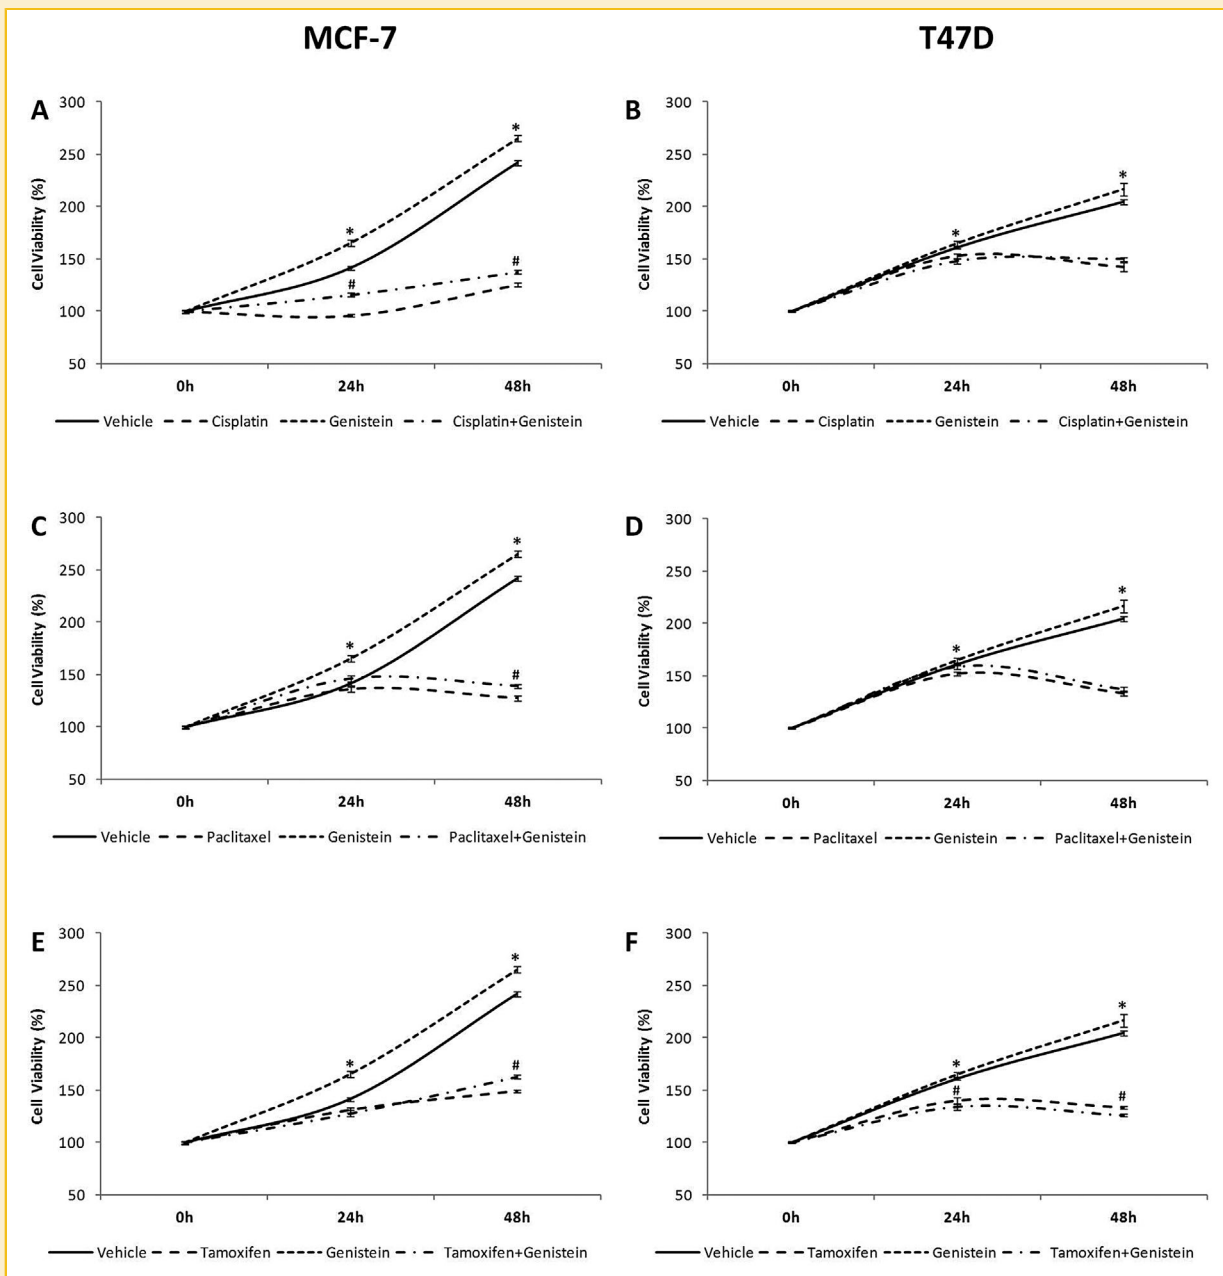 MCF-7
T47D
A
Cell Viability (%)
300
250
200
150
100
50
*
*
#
#
0h
24h
48h
Vehicle
Cisplatin
Genistein
Cisplatin+Genistein
B
Cell Viability (%)
300
250
200
150
100
50
*
*
0h
24h
48h
Vehicle
Cisplatin
Genistein
Cisplatin+Genistein
C
Cell Viability (%)
300
250
200
150
100
50
*
*
#
0h
24h
48h
Vehicle
Paclitaxel
Genistein
Paclitaxel+Genistein
D
Cell Viability (%)
300
250
200
150
100
50
*
*
0h
24h
48h
Vehicle
Paclitaxel
Genistein
Paclitaxel+Genistein
E
Cell Viability (%)
300
250
200
150
100
50
*
*
#
0h
24h
48h
Vehicle
Tamoxifen
Genistein
Tamoxifen+Genistein
F
Cell Viability (%)
300
250
200
150
100
50
*
*
#
#
0h
24h
48h
Vehicle
Tamoxifen
Genistein
Tamoxifen+Genistein